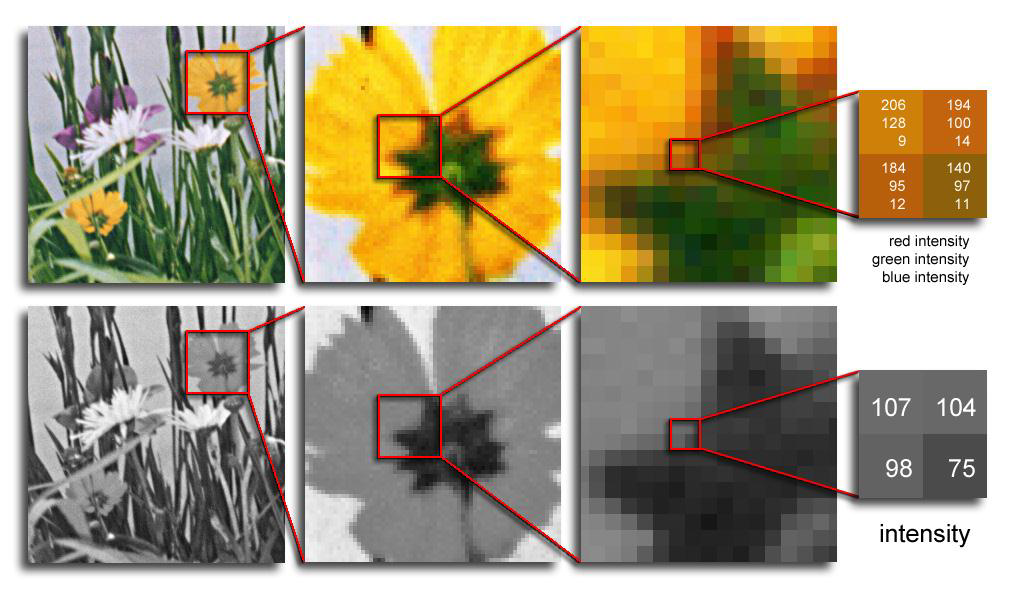 206 194
128 100
9 14
184 140
95 97
12 11
red intensity
green intensity
blue intensity
107 104
98 75
intensity